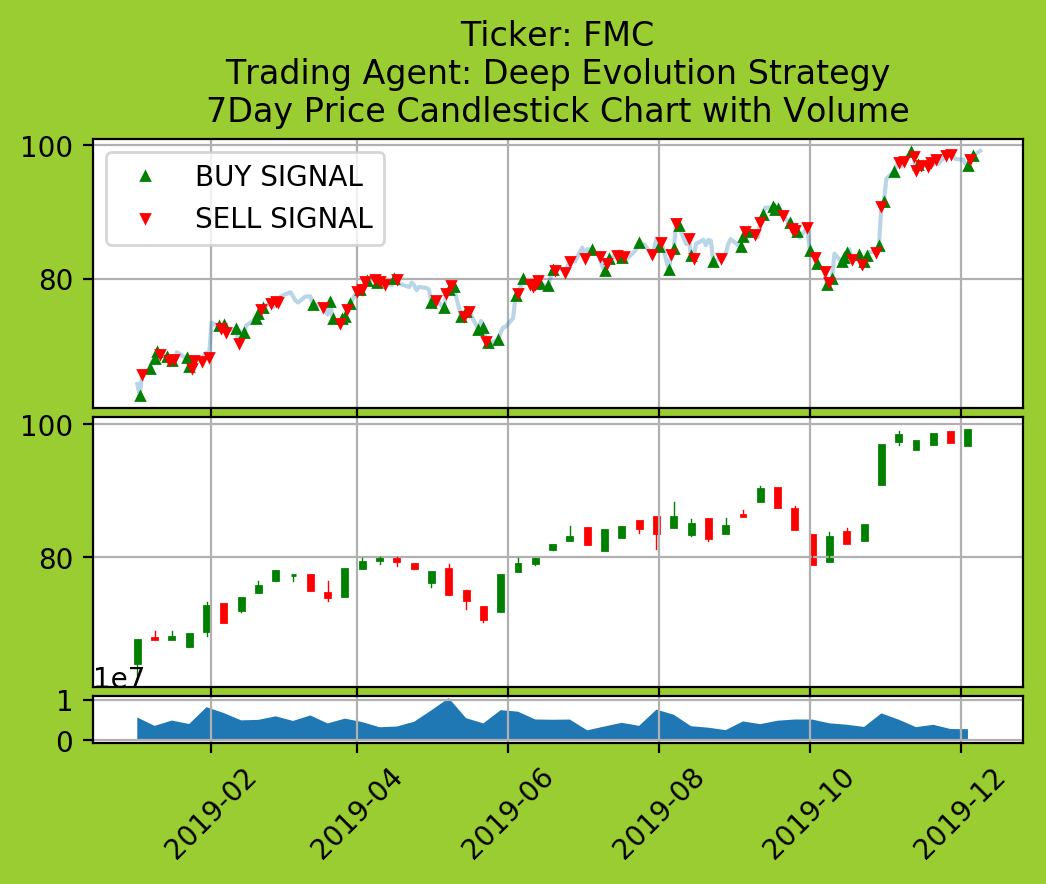 Ticker: FMC
Trading Agent: Deep Evolution Strategy
7Day Price Candlestick Chart with Volume
100
BUY SIGNAL
SELL SIGNAL
80
100
80
1e7
1
0
2019-02
2019-04
2019-06
2019-08
2019-10
2019-12